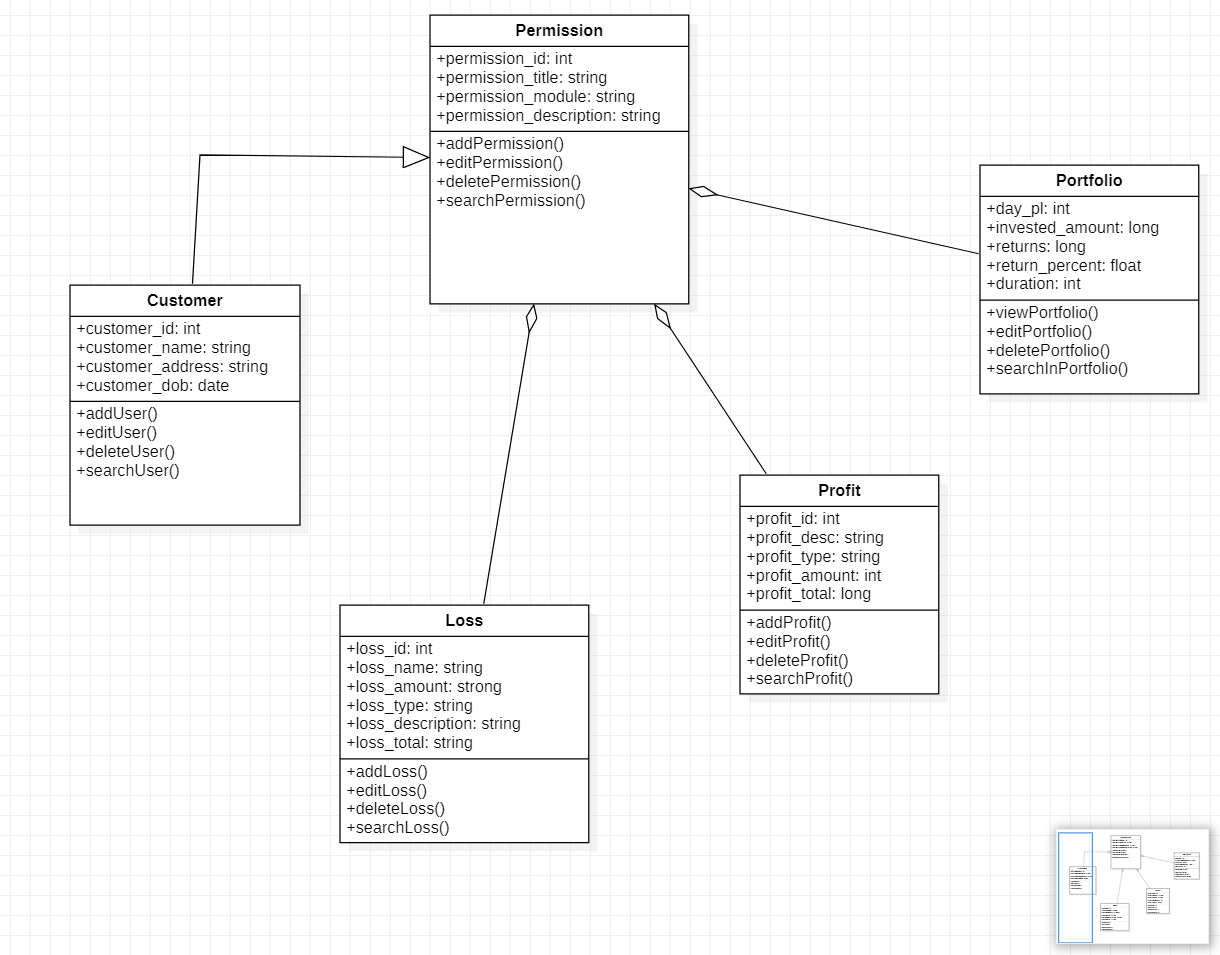 Permission
+permission_id: int
+permission_title: string
+permission_module: string
+permission_description: string
+addPermission()
+editPermission()
+deletePermission()
+searchPermission()
Portfolio
+day_pl: int
+invested_amount: long
+returns: long
+return_percent: float
+duration: int
+viewPortfolio()
+editPortfolio()
+deletePortfolio()
+searchInPortfolio()
Customer
+customer_id: int
+customer_name: string
+customer_address: string
+customer_dob: date
+addUser()
+editUser()
+deleteUser()
+searchUser()
Profit
+profit_id: int
+profit_desc: string
+profit_type: string
+profit_amount: int
+profit_total: long
+addProfit()
+editProfit()
+deleteProfit()
+searchProfit()
Loss
+loss_id: int
+loss_name: string
+loss_amount: strong
+loss_type: string
+loss_description: string
+loss_total: string
+addLoss()
+editLoss()
+deleteLoss()
+searchLoss()